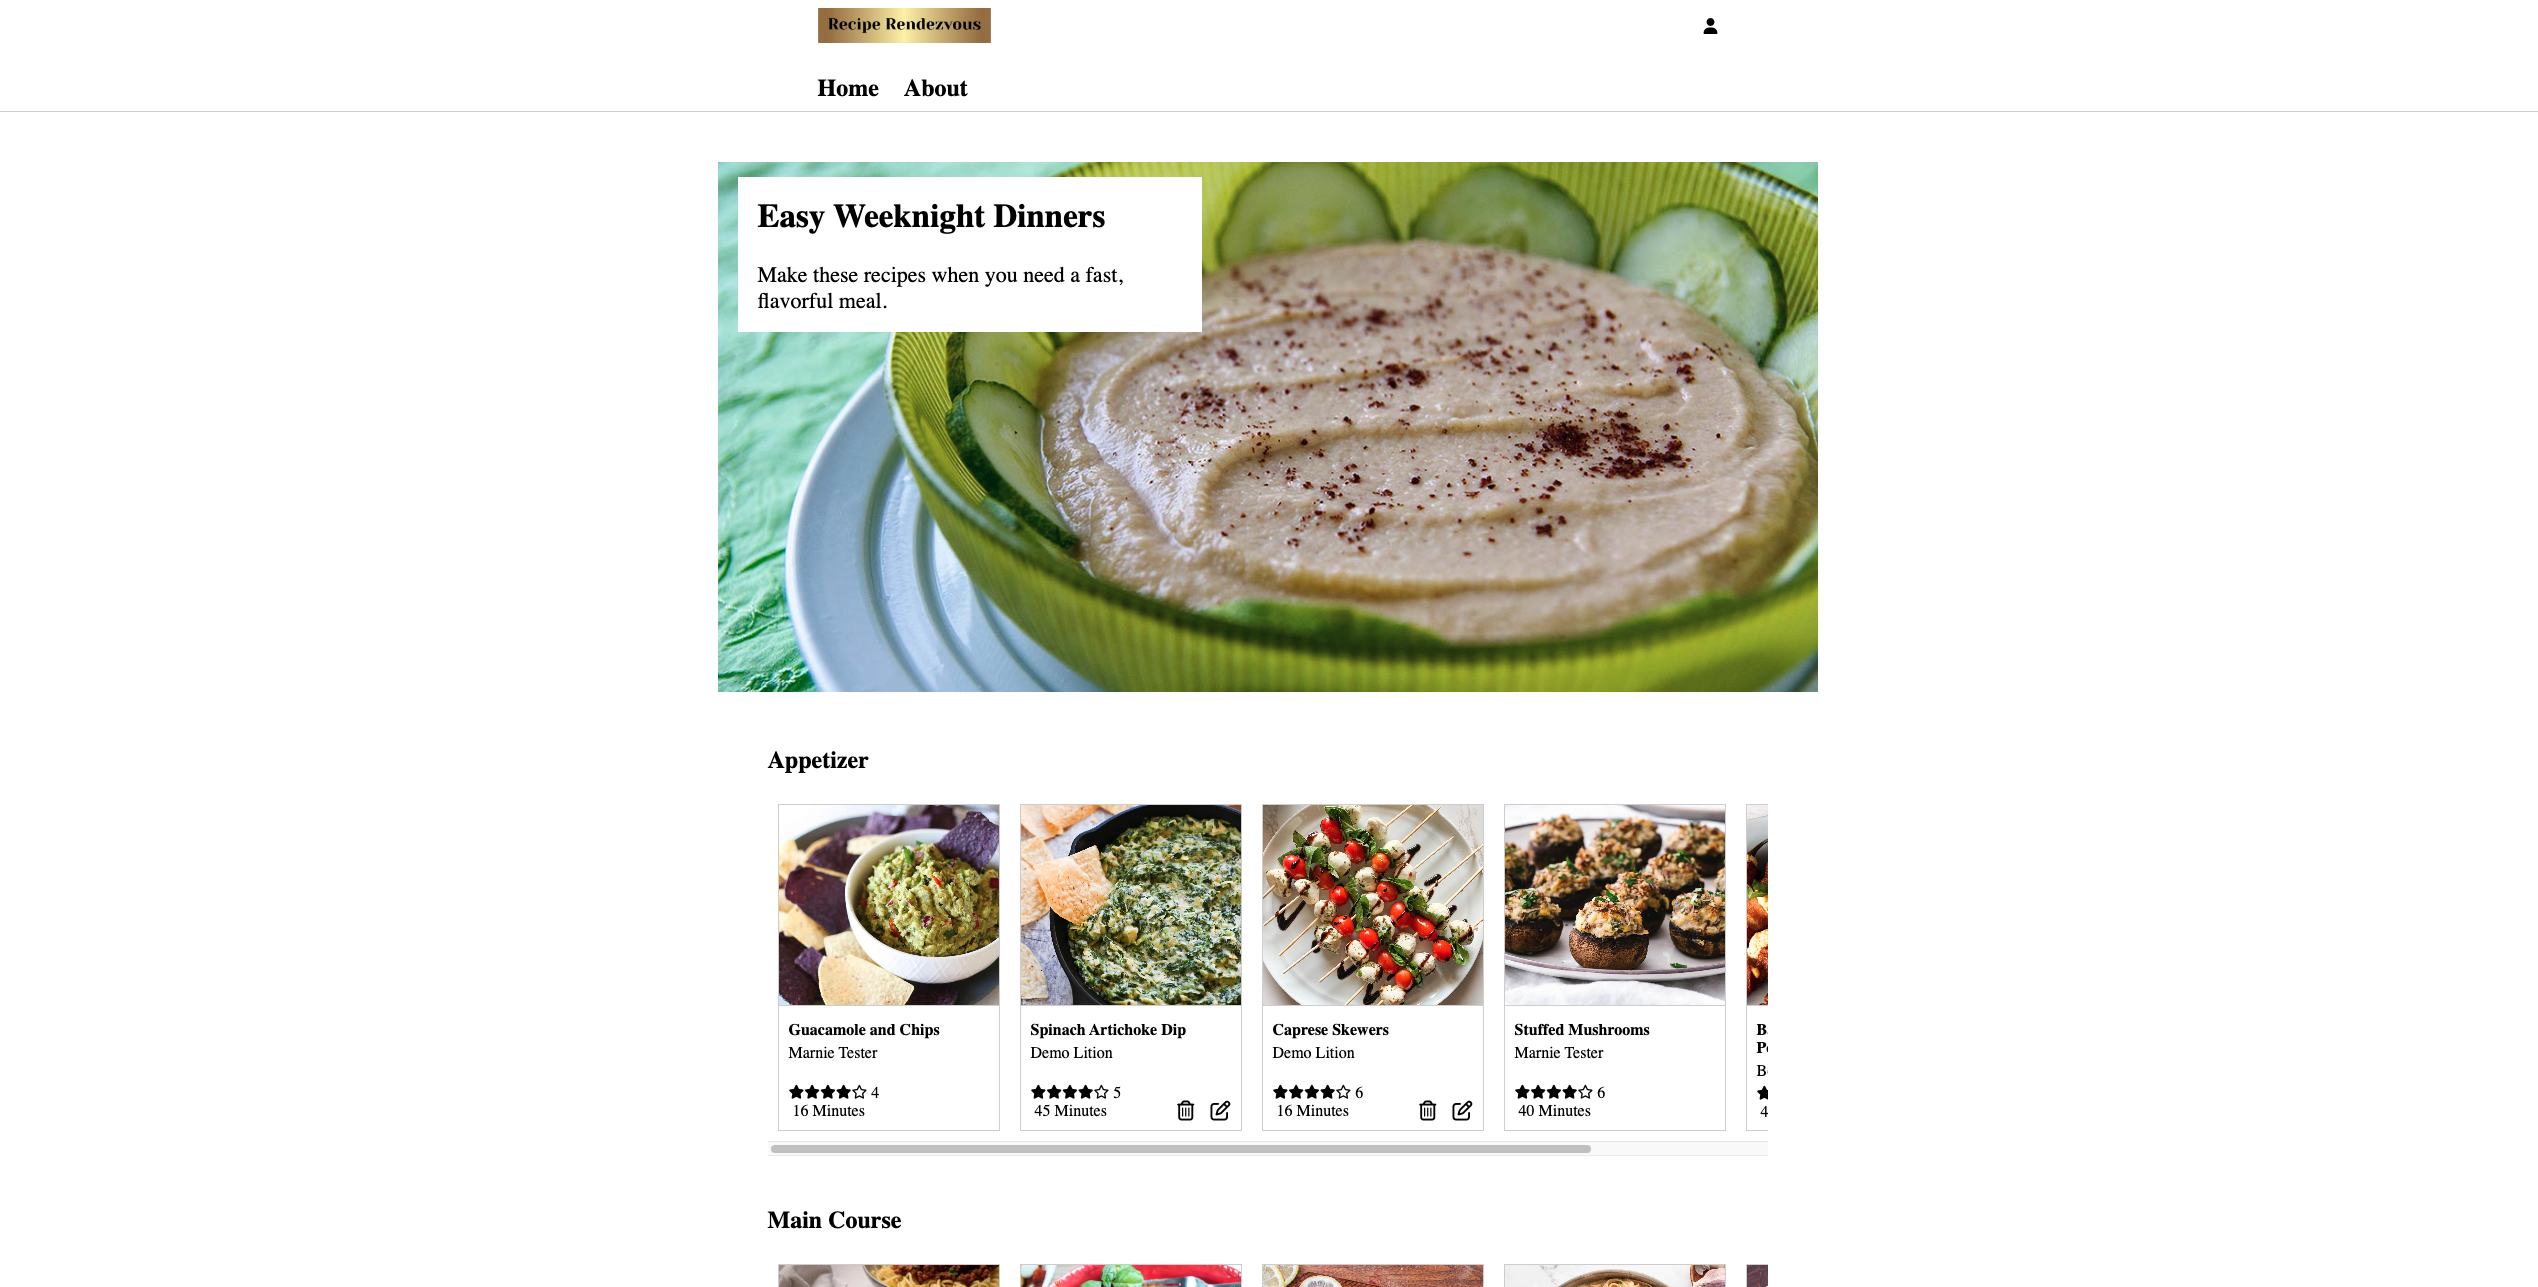 Recipe Rendezvous
Home About
Easy Weeknight Dinners
Make these recipes when you need a fast,
flavorful meal.
Appetizer
Guacamole and Chips
Marnie Tester
4
16 Minutes
Spinach Artichoke Dip
Demo Lition
5
45 Minutes
Caprese Skewers
Demo Lition
6
16 Minutes
Stuffed Mushrooms
Marnie Tester
6
40 Minutes
Main Course